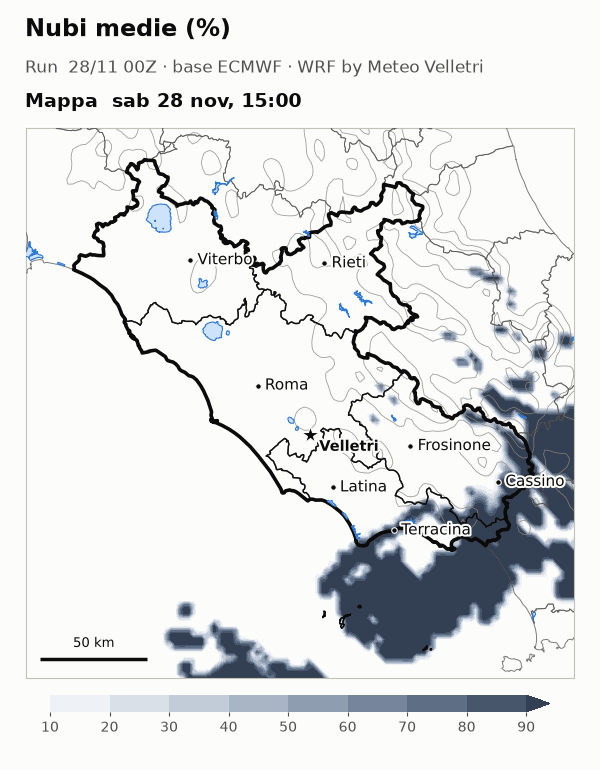 Nubi medie (%)
Run  28/11 00Z · base ECMWF · WRF by Meteo Velletri
Mappa  sab 28 nov, 15:00
Viterbo
Rieti
Roma
Velletri
Frosinone
Cassino
Latina
Terracina
50 km
10 20 30 40 50 60 70 80 90